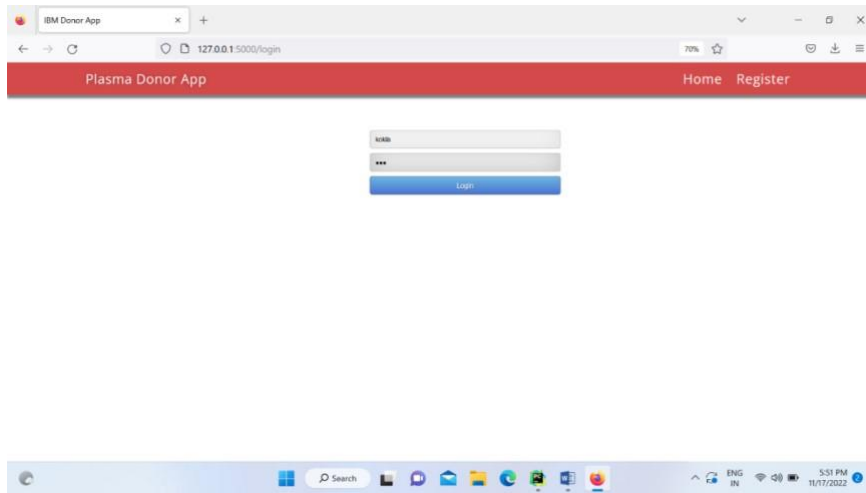 IBM Donor App
127.0.0.1:5000/login
70%
Plasma Donor App
Home Register
Login
Search
ENG
IN
5:51 PM
11/17/2022
2